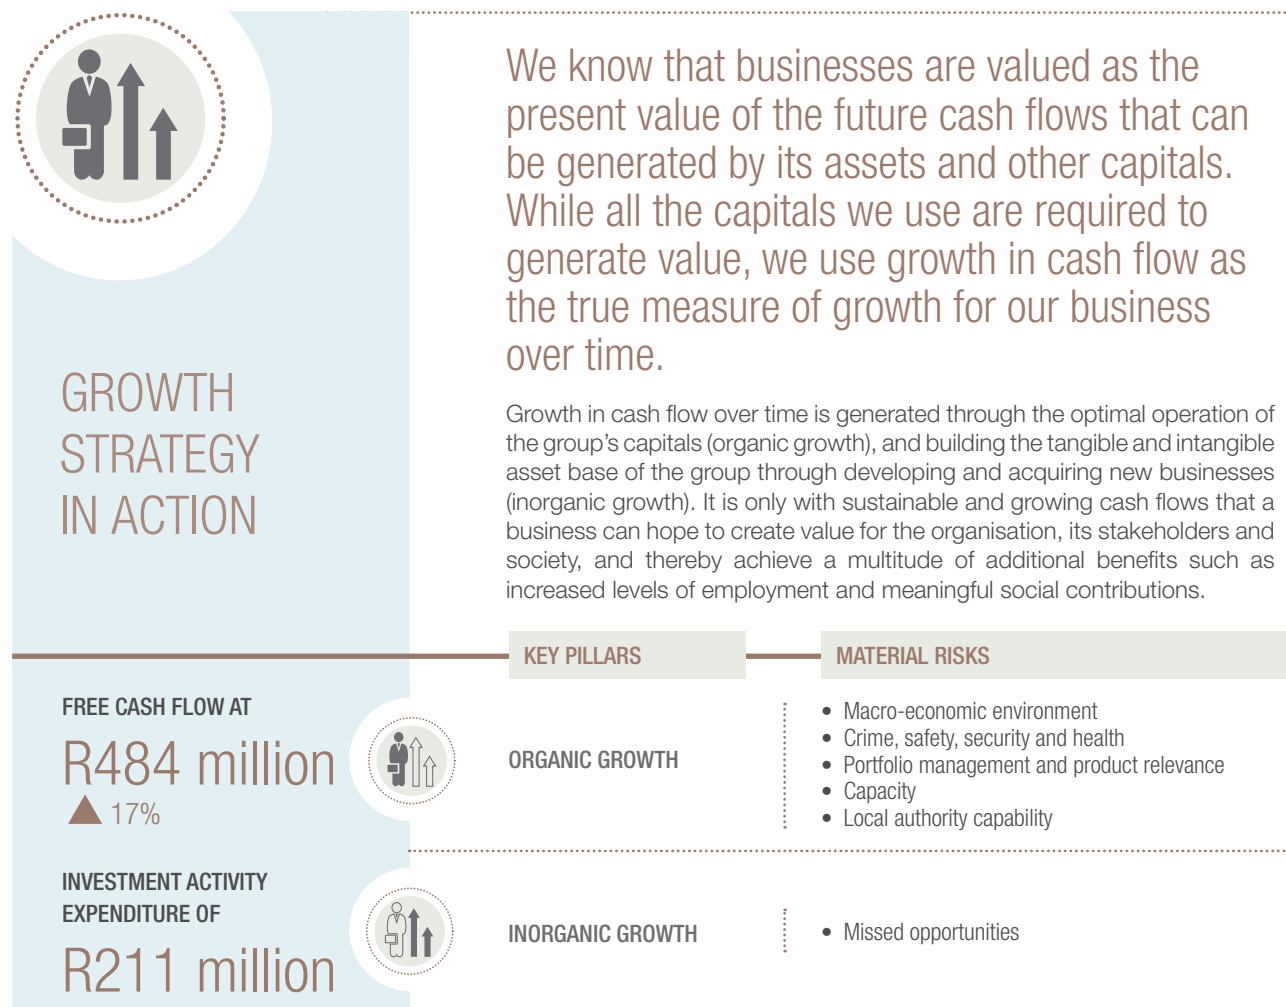 We know that businesses are valued as the
present value of the future cash flows that can
be generated by its assets and other capitals.
While all the capitals we use are required to
generate value, we use growth in cash flow as
the true measure of growth for our business
over time.
GROWTH
STRATEGY
IN ACTION
Growth in cash flow over time is generated through the optimal operation of
the group's capitals (organic growth), and building the tangible and intangible
asset base of the group through developing and acquiring new businesses
(inorganic growth). It is only with sustainable and growing cash flows that a
business can hope to create value for the organisation, its stakeholders and
society, and thereby achieve a multitude of additional benefits such as
increased levels of employment and meaningful social contributions.
KEY PILLARS
MATERIAL RISKS
FREE CASH FLOW AT
R484 million
▲ 17%
ORGANIC GROWTH
• Macro-economic environment
• Crime, safety, security and health
• Portfolio management and product relevance
• Capacity
• Local authority capability
INVESTMENT ACTIVITY
EXPENDITURE OF
R211 million
INORGANIC GROWTH
• Missed opportunities